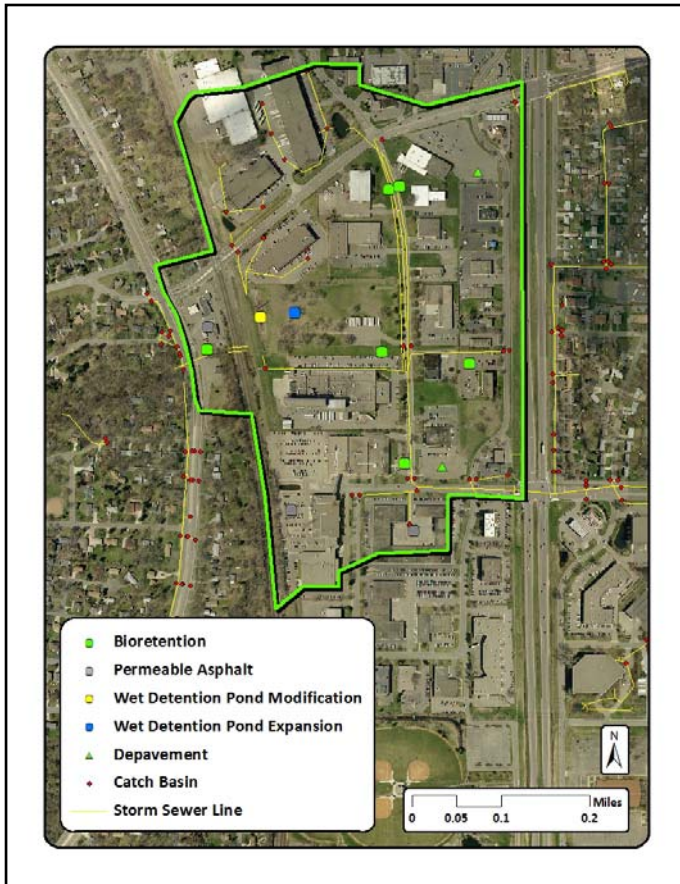 Bioretention
Permeable Asphalt
Wet Detention Pond Modification
Wet Detention Pond Expansion
Depavement
Catch Basin
Storm Sewer Line
N
Miles
0 0.05 0.1 0.2